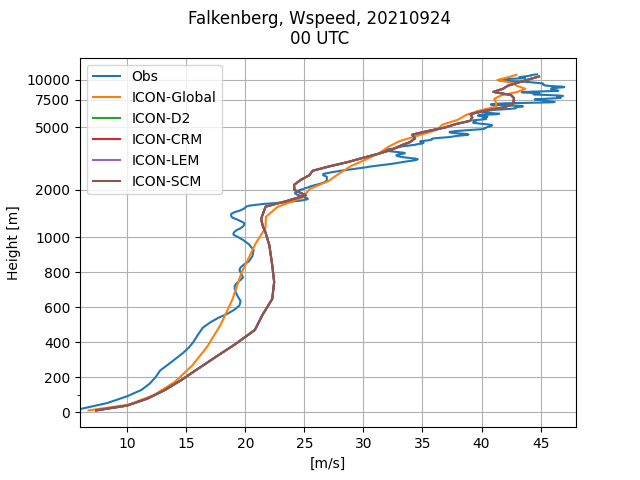 Falkenberg, Wspeed, 20210924
00 UTC
Obs
ICON-Global
ICON-D2
ICON-CRM
ICON-LEM
ICON-SCM
10000
7500
5000
2000
1000
800
600
400
200
0
Height [m]
10 15 20 25 30 35 40 45
[m/s]